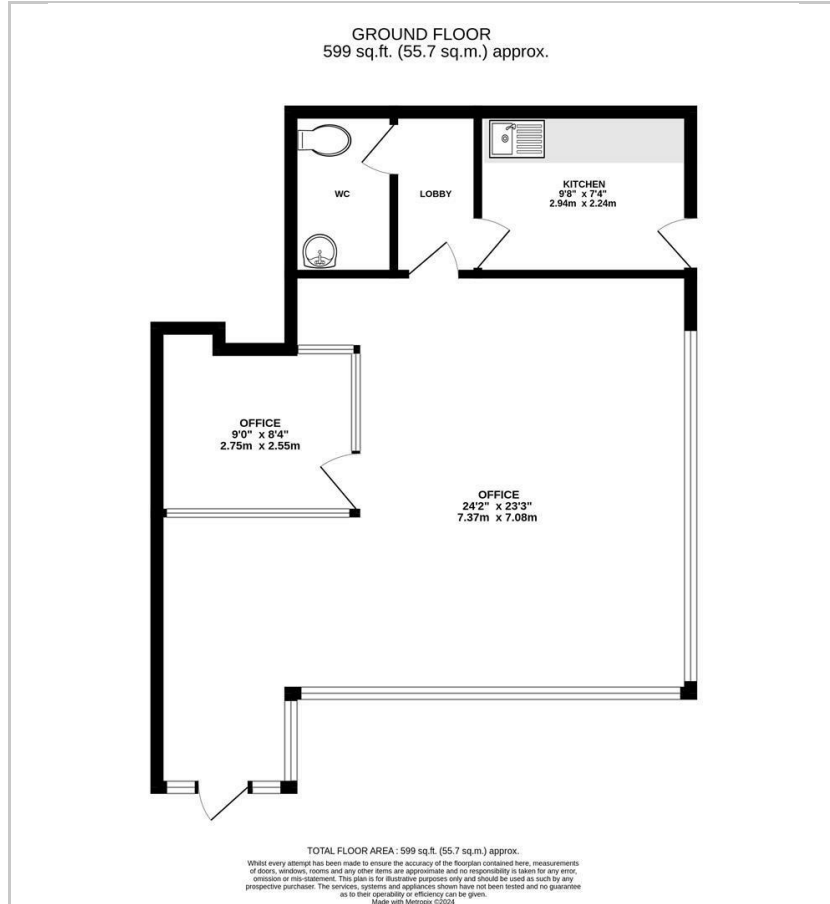 GROUND FLOOR
599 sq.ft. (55.7 sq.m.) approx.
WC
LOBBY
KITCHEN
9'8" x 7'4"
2.94m x 2.24m
OFFICE
9'0" x 8'4"
2.75m x 2.55m
OFFICE
24'2" x 23'3"
7.37m x 7.08m
TOTAL FLOOR AREA : 599 sq.ft. (55.7 sq.m.) approx.
Whilst every attempt has been made to ensure the accuracy of the floorplan contained here, measurements
of doors, windows, rooms and any other items are approximate and no responsibility is taken for any error,
omission or mis-statement. This plan is for illustrative purposes only and should be used as such by any
prospective purchaser. The services, systems and appliances shown have not been tested and no guarantee
as to their operability or efficiency can be given.
Made with Metropix ©2024